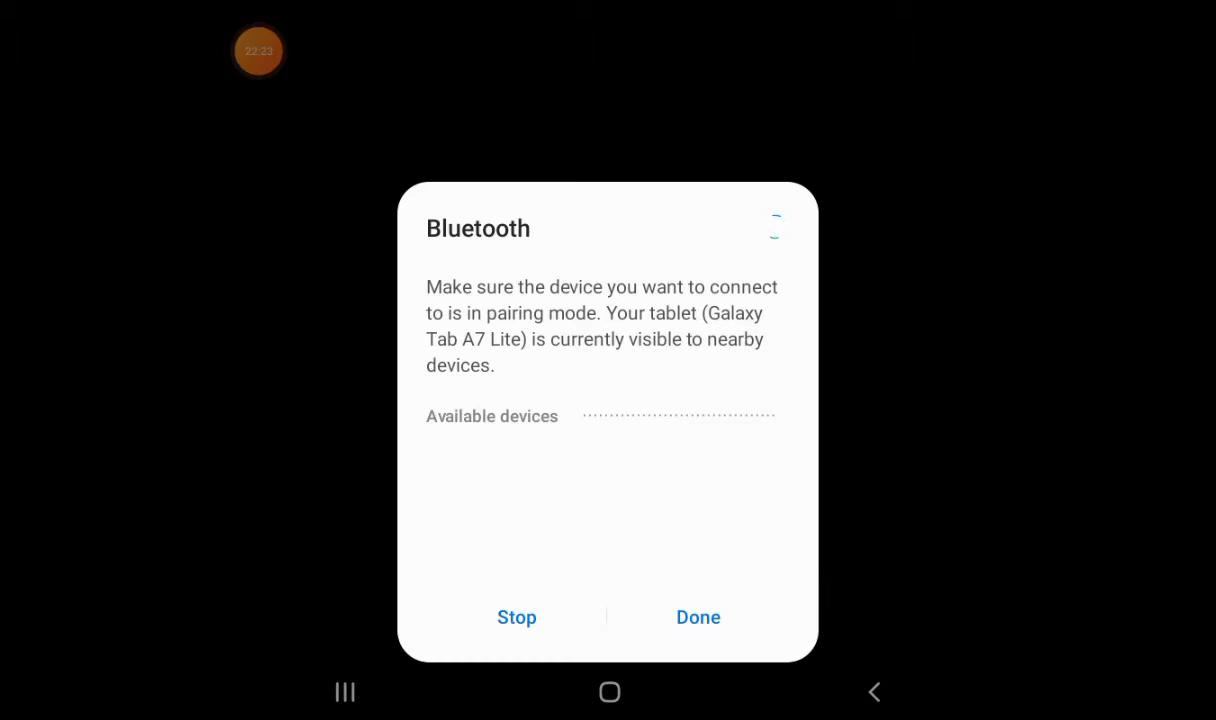 22:23
Bluetooth
Make sure the device you want to connect
to is in pairing mode. Your tablet (Galaxy
Tab A7 Lite) is currently visible to nearby
devices.
Available devices
Stop
Done